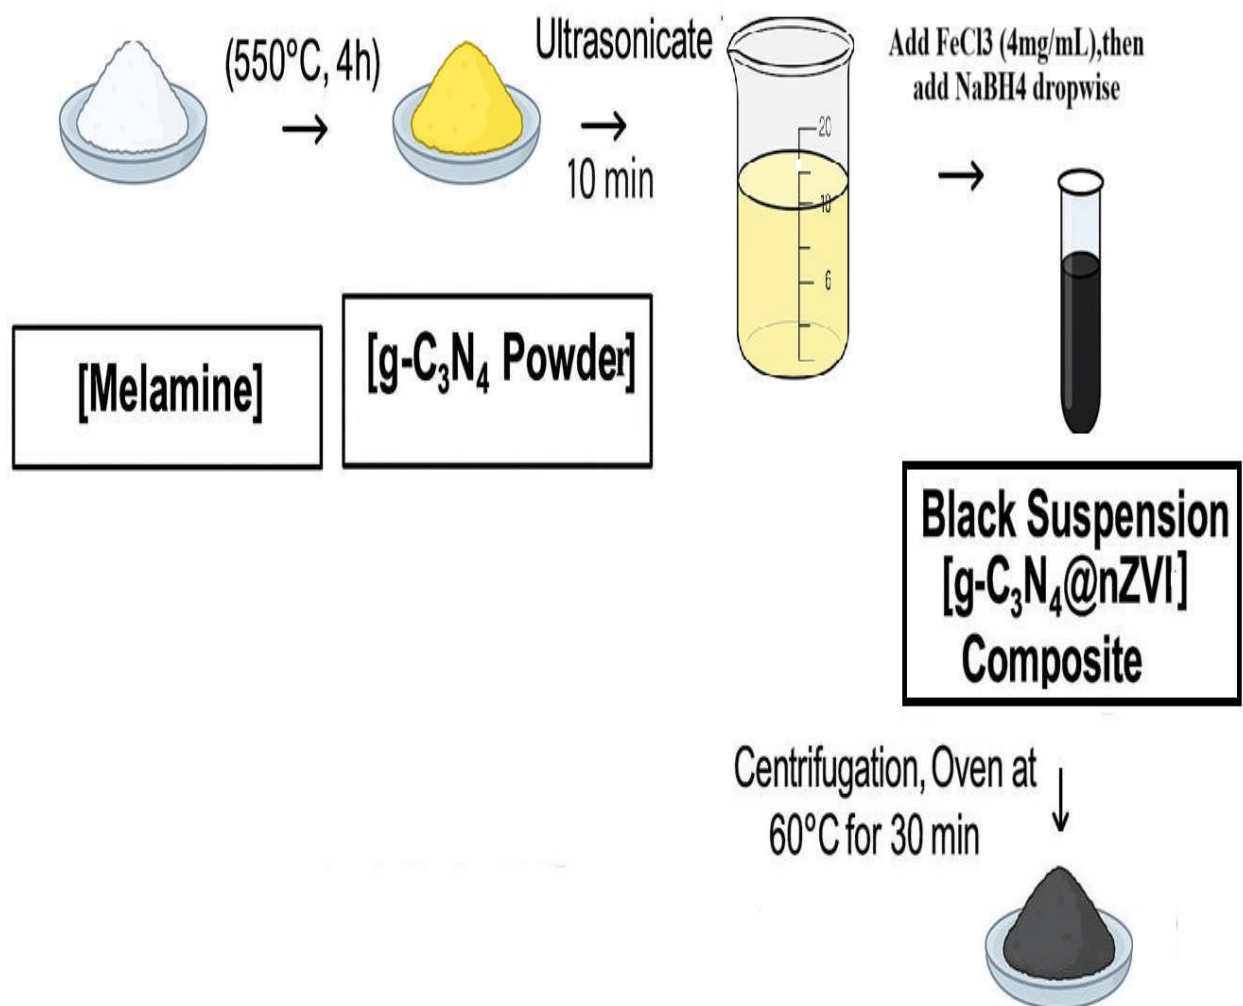 (550°C, 4h)
Ultrasonicate
10 min
Add FeCl3 (4mg/mL),then
add NaBH4 dropwise
20
10
6
[Melamine]
[g-C₃N₄ Powder]
Black Suspension
[g-C₃N₄@nZVI]
Composite
Centrifugation, Oven at
60°C for 30 min